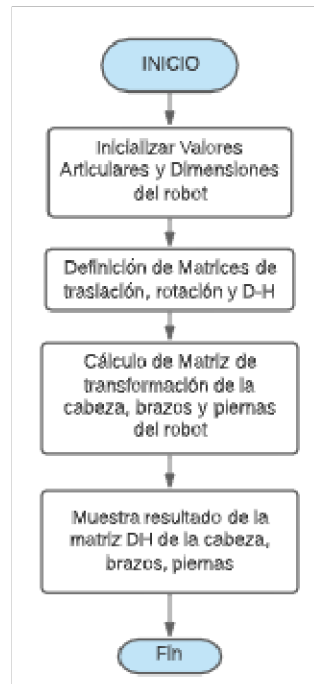 INICIO
Inicializar Valores
Articulares y Dimensiones
del robot
Definición de Matrices de
traslación, rotación y D-H
Cálculo de Matriz de
transformación de la
cabeza, brazos y piernas
del robot
Muestra resultado de la
matriz DH de la cabeza,
brazos, piernas
Fin